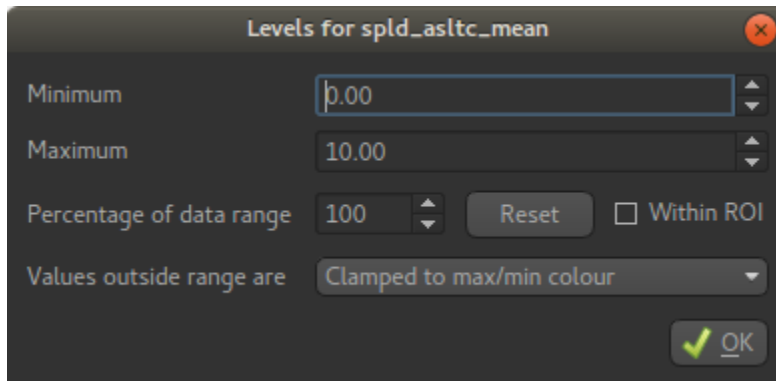 Levels for spld_asltc_mean
Minimum 0.00
Maximum 10.00
Percentage of data range 100 Reset Within ROI
Values outside range are Clamped to max/min colour
OK